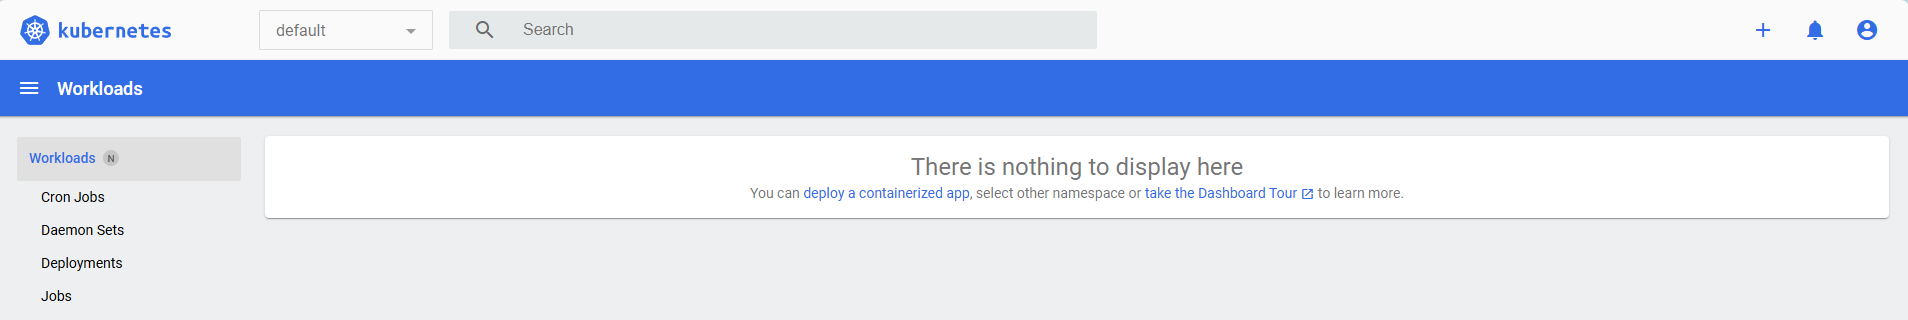 kubernetes
default
Search
Workloads
Workloads N
Cron Jobs
Daemon Sets
Deployments
Jobs
There is nothing to display here
You can deploy a containerized app, select other namespace or take the Dashboard Tour to learn more.